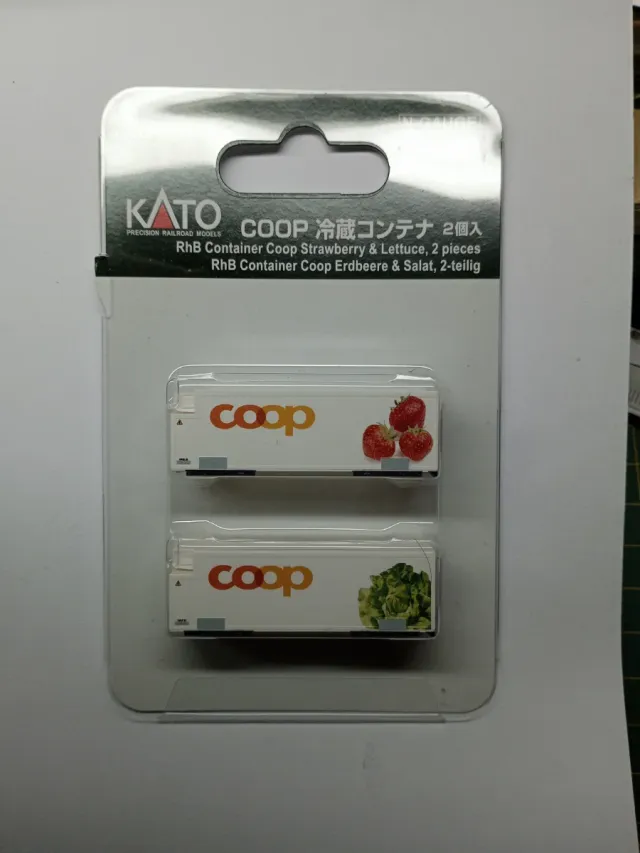 N-GAUGE
KATO
PRECISION RAILROAD MODELS
COOP 冷蔵コンテナ 2個入
RhB Container Coop Strawberry & Lettuce, 2 pieces
RhB Container Coop Erdbeere & Salat, 2-teilig
coop
coop